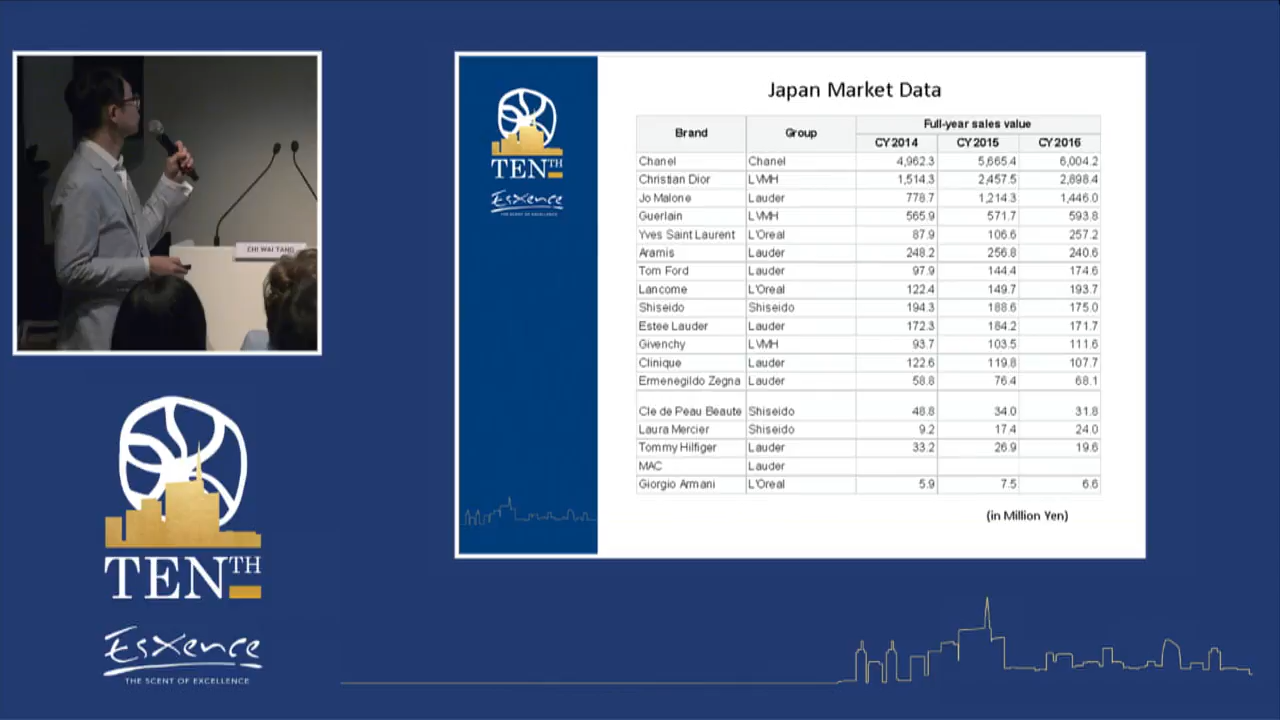 CHI WAI TANG
TENTH
Esxence
THE SCENT OF EXCELLENCE
TENTH
Esxence
THE SCENT OF EXCELLENCE
Japan Market Data
Brand Group Full-year sales value
CY2014 CY2015 CY2016
Chanel Chanel 4,962.3 5,665.4 6,004.2
Christian Dior LVMH 1,514.3 2,457.5 2,898.4
Jo Malone Lauder 778.7 1,214.3 1,446.0
Guerlain LVMH 565.9 571.7 593.8
Yves Saint Laurent L'Oreal 87.9 106.6 257.2
Aramis Lauder 248.2 256.8 240.6
Tom Ford Lauder 97.9 144.4 174.6
Lancome L'Oreal 122.4 149.7 193.7
Shiseido Shiseido 194.3 188.6 175.0
Estee Lauder Lauder 172.3 184.2 171.7
Givenchy LVMH 93.7 103.5 111.6
Clinique Lauder 122.6 119.8 107.7
Ermenegildo Zegna Lauder 58.8 76.4 68.1
Cle de Peau Beaute Shiseido 48.8 34.0 31.8
Laura Mercier Shiseido 9.2 17.4 24.0
Tommy Hilfiger Lauder 33.2 26.9 19.6
MAC Lauder
Giorgio Armani L'Oreal 5.9 7.5 6.6
(in Million Yen)